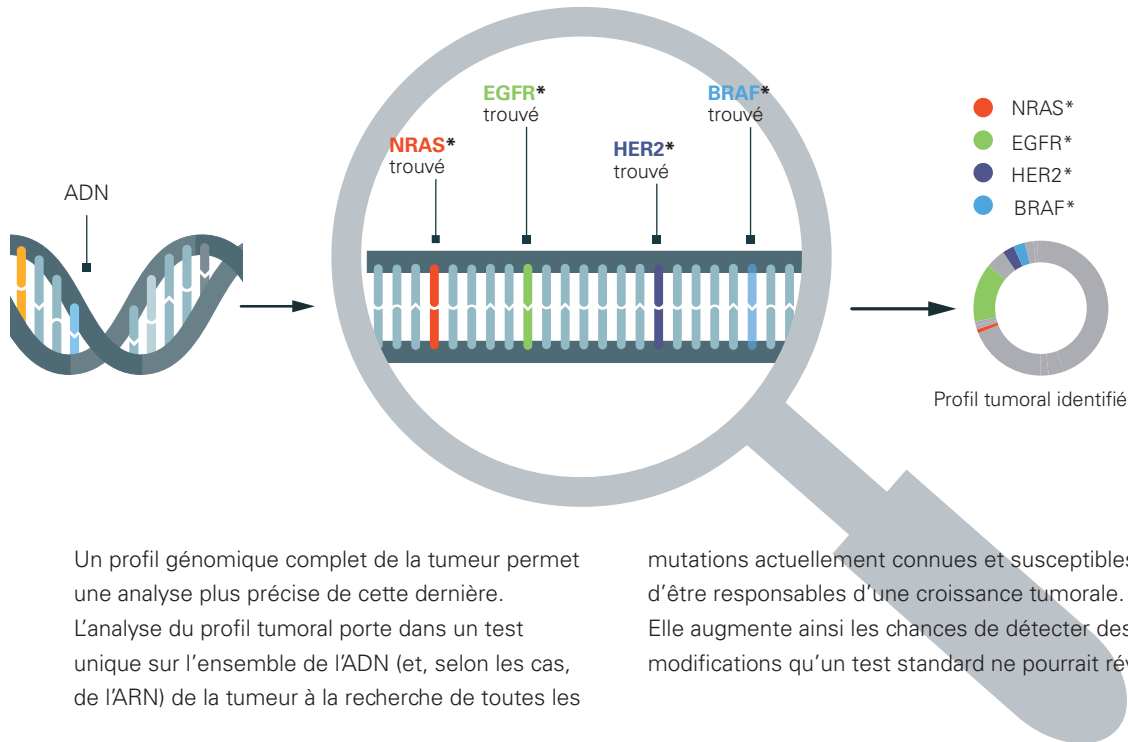 EGFR*
trouvé
BRAF*
trouvé
NRAS*
trouvé
HER2*
trouvé
ADN
NRAS*
EGFR*
HER2*
BRAF*
Profil tumoral identifié
Un profil génomique complet de la tumeur permet
une analyse plus précise de cette dernière.
L’analyse du profil tumoral porte dans un test
unique sur l’ensemble de l’ADN (et, selon les cas,
de l’ARN) de la tumeur à la recherche de toutes les
mutations actuellement connues et susceptibles
d’être responsables d’une croissance tumorale.
Elle augmente ainsi les chances de détecter des
modifications qu’un test standard ne pourrait